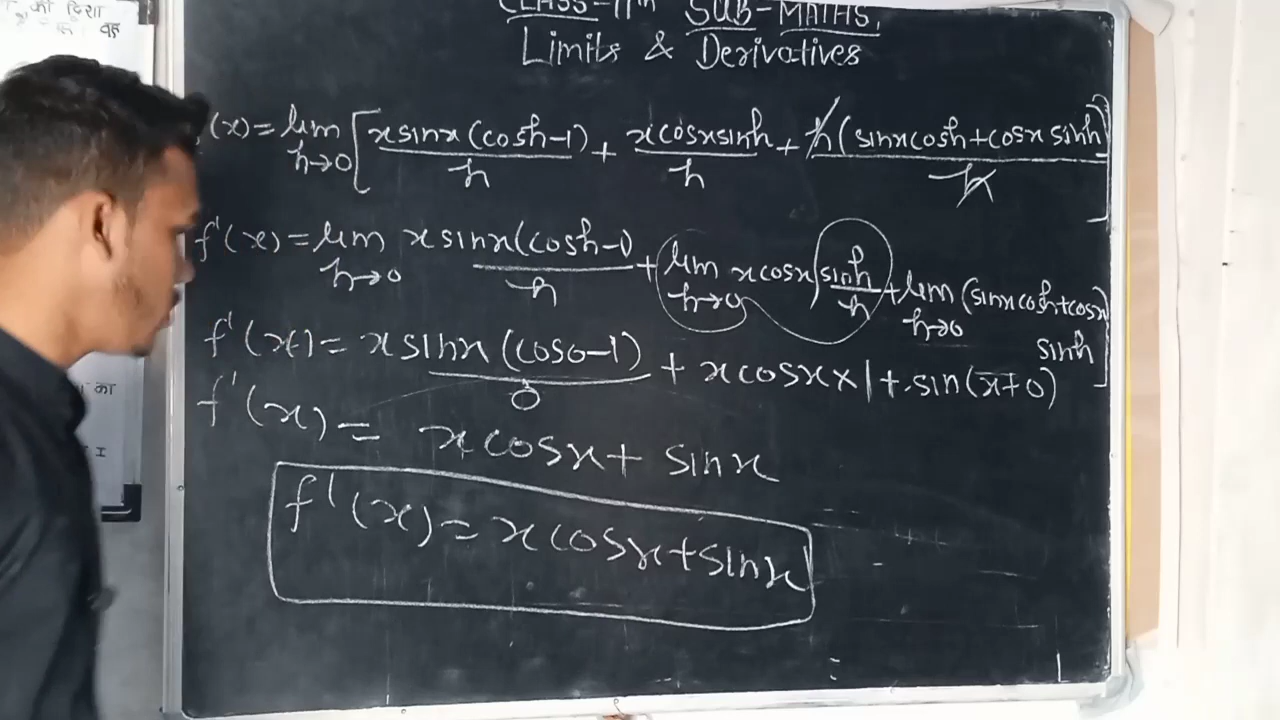 की दिशा
वह
CLASS-11th SUB-MATHS,
Limits & Derivatives
(x) = lim h→0 [ x sinx (cosh-1) / h + x cosx sinh / h + h (sinx cosh + cosx sinh) / h ]
f'(x) = lim h→0 x sinx (cosh-1) / h + lim h→0 x cosx sinh / h + lim h→0 (sinx cosh + cosx sinh) ]
f'(x) = x sinx (cos0-1) / 0 + x cosx x 1 + sin(x+0)
f'(x) = x cosx + sinx
f'(x) = x cosx + sinx
का
I